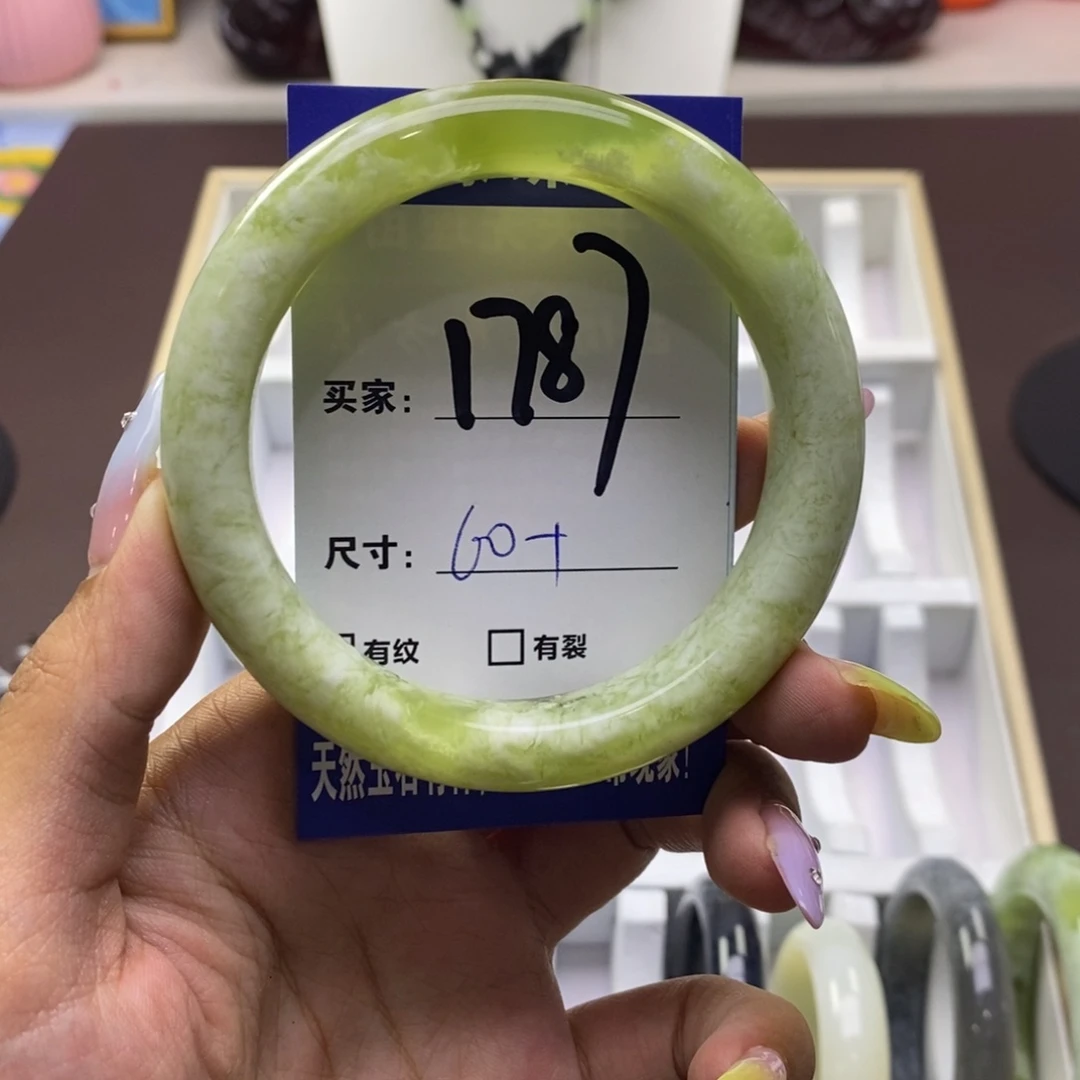 买家: 1787
尺寸: 60+
有纹 □ 有裂
天然玉石